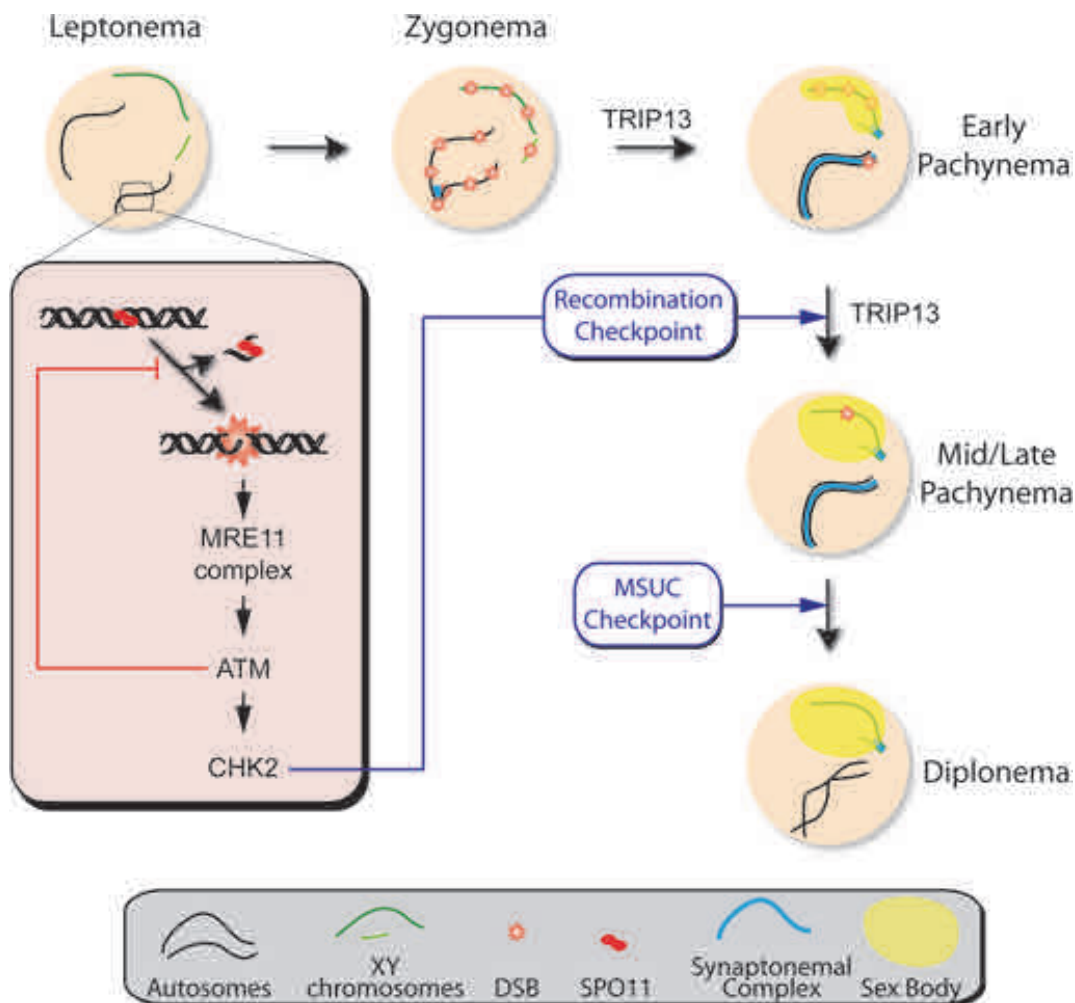 Leptonema
Zygonema
TRIP13
Early
Pachynema
Recombination
Checkpoint
TRIP13
MRE11
complex
Mid/Late
Pachynema
MSUC
Checkpoint
ATM
CHK2
Diplonema
Autosomes
XY
chromosomes
DSB
SPO11
Synaptonemal
Complex
Sex Body